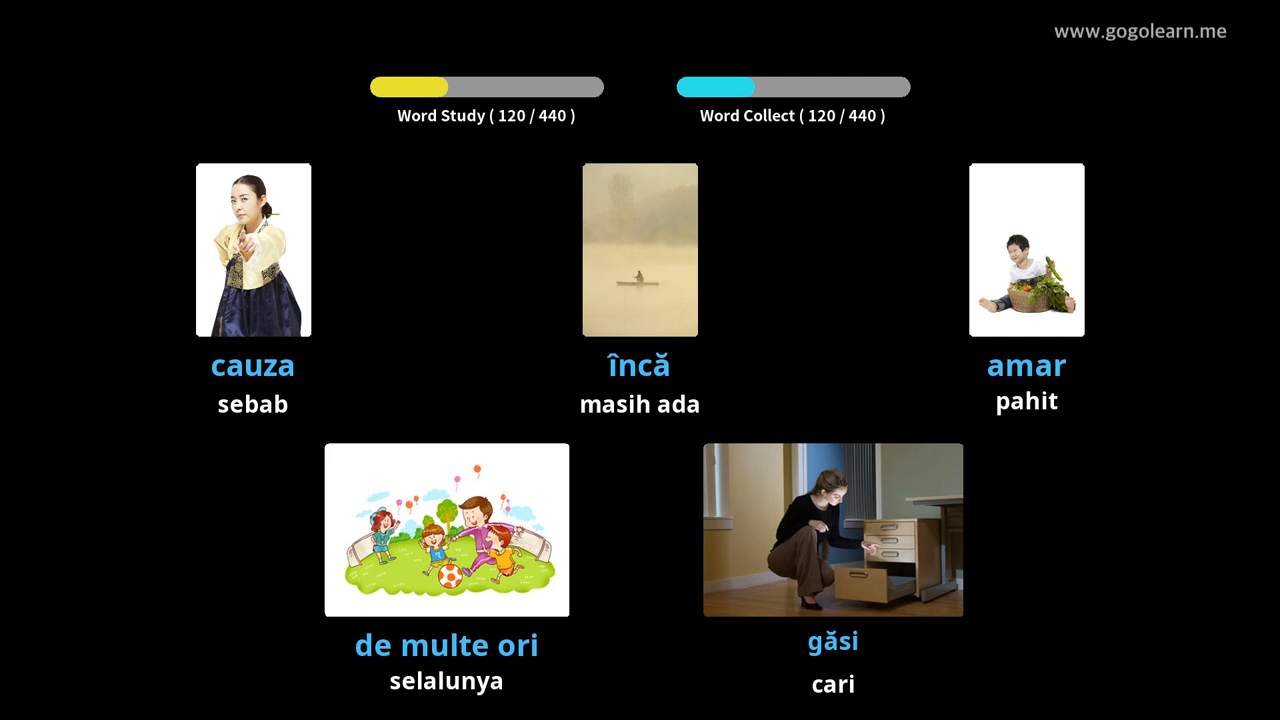 www.gogolearn.me
Word Study ( 120 / 440 )
Word Collect ( 120 / 440 )
cauza
sebab
încă
masih ada
amar
pahit
de multe ori
selalunya
găsi
cari